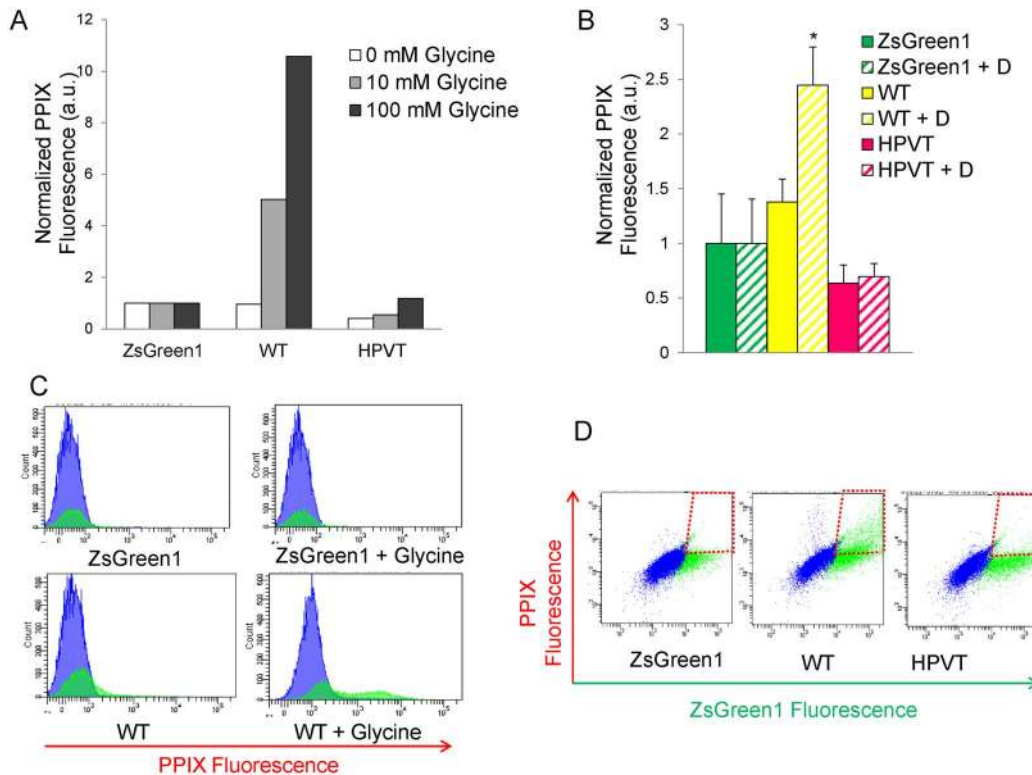 A
12
10
8
6
4
2
0
Normalized PPIX
Fluorescence (a.u.)
0 mM Glycine
10 mM Glycine
100 mM Glycine
ZsGreen1 WT HPVT
B
3
2.5
2
1.5
1
0.5
0
Normalized PPIX
Fluorescence (a.u.)
*
ZsGreen1
ZsGreen1 + D
WT
WT + D
HPVT
HPVT + D
C
Count
Count
ZsGreen1
ZsGreen1 + Glycine
Count
Count
WT
WT + Glycine
PPIX Fluorescence
D
PPIX
Fluorescence
ZsGreen1 WT HPVT
ZsGreen1 Fluorescence